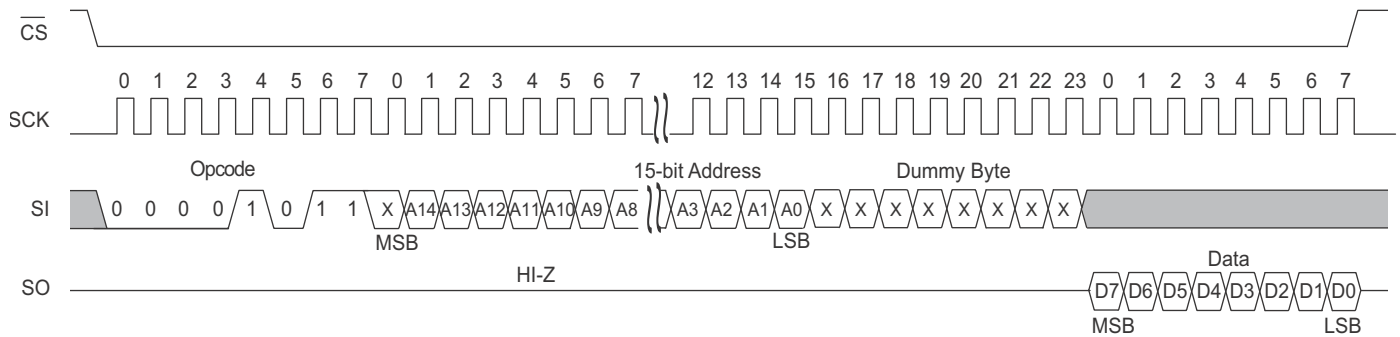 CS
0 1 2 3 4 5 6 7 0 1 2 3 4 5 6 7 12 13 14 15 16 17 18 19 20 21 22 23 0 1 2 3 4 5 6 7
SCK
Opcode 15-bit Address Dummy Byte
SI 0 0 0 0 1 0 1 1 X A14 A13 A12 A11 A10 A9 A8 A3 A2 A1 A0 X X X X X X X X
MSB LSB
HI-Z Data
SO D7 D6 D5 D4 D3 D2 D1 D0
MSB LSB